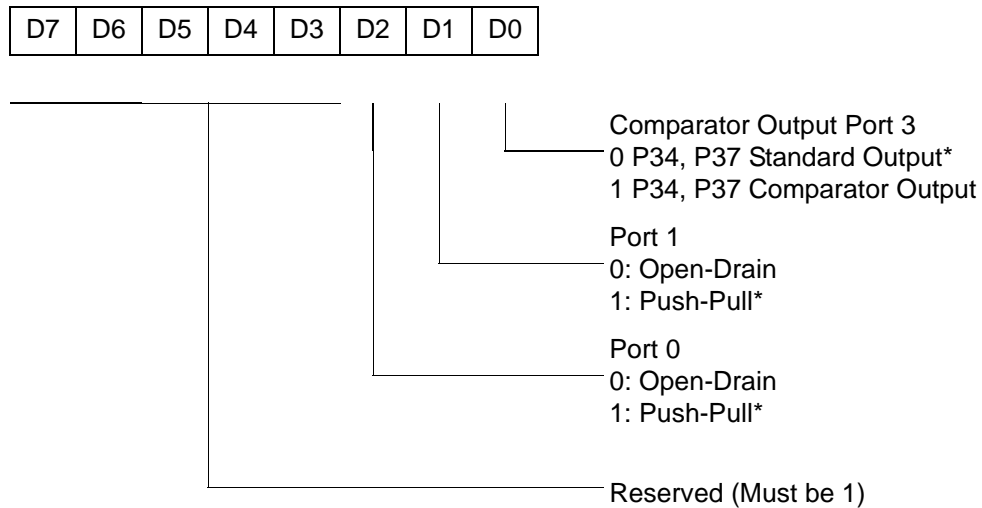 D7 D6 D5 D4 D3 D2 D1 D0
Comparator Output Port 3
0 P34, P37 Standard Output*
1 P34, P37 Comparator Output
Port 1
0: Open-Drain
1: Push-Pull*
Port 0
0: Open-Drain
1: Push-Pull*
Reserved (Must be 1)